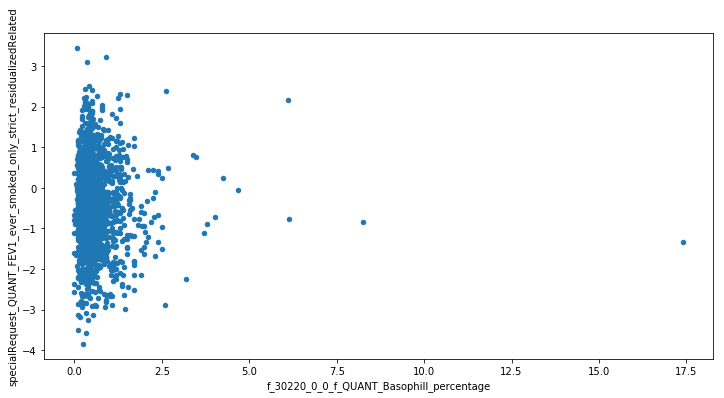 specialRequest_QUANT_FEV1_ever_smoked_only_strict_residualizedRelated
3
2
1
0
−1
−2
−3
−4
0.0 2.5 5.0 7.5 10.0 12.5 15.0 17.5
f_30220_0_0_f_QUANT_Basophill_percentage